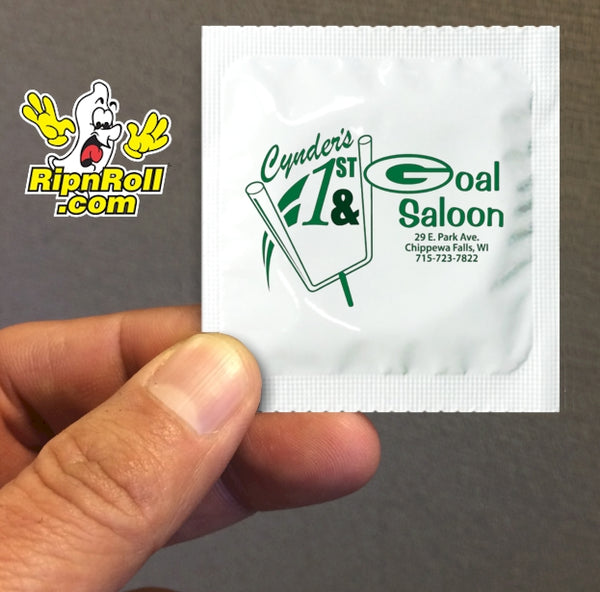 RipnRoll
.com
Cynder's
1ST & Goal
Saloon
29 E. Park Ave.
Chippewa Falls, WI
715-723-7822